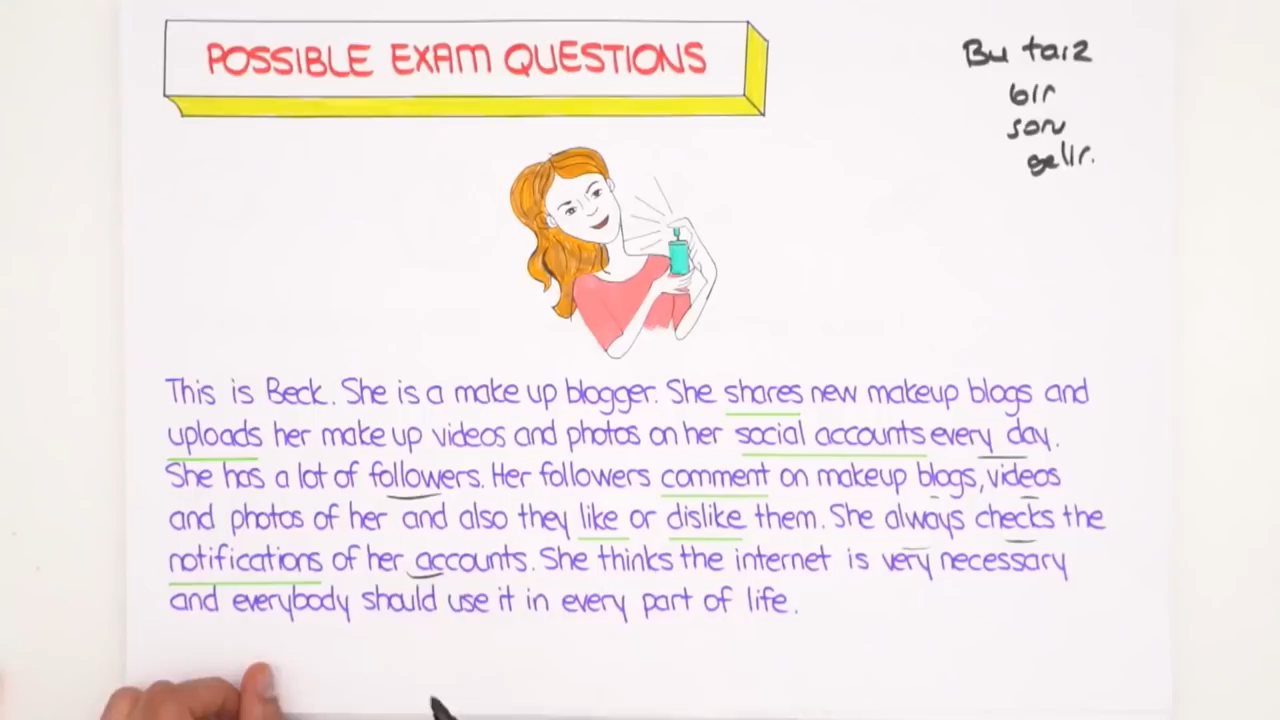 POSSIBLE EXAM QUESTIONS
Bu tarz
bir
soru
gelir.
This is Beck. She is a make up blogger. She shares new makeup blogs and
uploads her make up videos and photos on her social accounts every day.
She has a lot of followers. Her followers comment on makeup blogs, videos
and photos of her and also they like or dislike them. She always checks the
notifications of her accounts. She thinks the internet is very necessary
and everybody should use it in every part of life.